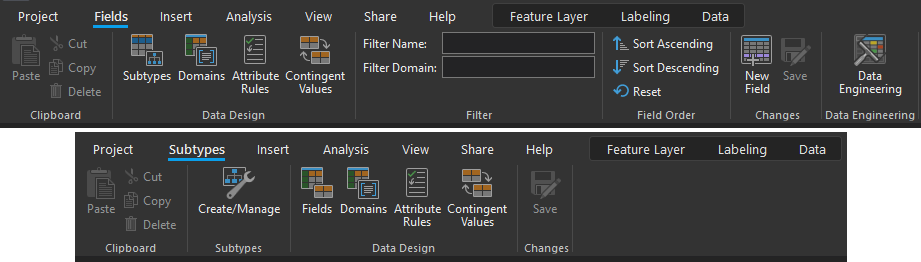 Project Fields Insert Analysis View Share Help Feature Layer Labeling Data
Paste
Cut
Copy
Delete
Clipboard
Subtypes
Domains
Attribute
Rules
Contingent
Values
Data Design
Filter Name:
Filter Domain:
Filter
Sort Ascending
Sort Descending
Reset
Field Order
New
Field
Save
Changes
Data
Engineering
Data Engineering
Project Subtypes Insert Analysis View Share Help Feature Layer Labeling Data
Paste
Cut
Copy
Delete
Clipboard
Create/Manage
Subtypes
Fields
Domains
Attribute
Rules
Contingent
Values
Data Design
Save
Changes